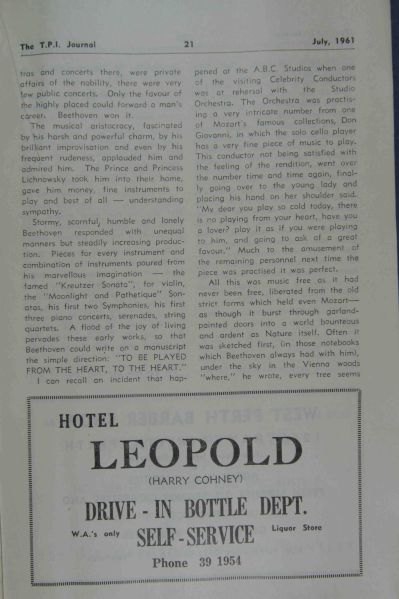 The T.P.I. Journal 21 July, 1961
tras and concerts there, were private
affairs of the nobility, there were very
few public concerts. Only the favour of
the highly placed could forward a man's
career. Beethoven won it.
The musical aristocracy, fascinated
by his harsh and powerful charm, by his
brilliant improvisation and even by his
frequent rudeness, applauded him and
admired him. The Prince and Princess
Lichnowsky took him into their home,
gave him money, fine instruments to
play and best of all — understanding
sympathy.
Stormy, scornful, humble and lonely
Beethoven responded with unequal
manners but steadily increasing produc-
tion. Pieces for every instrument and
combination of instruments poured from
his marvellous imagination — the
famed "Kreutzer Sonata", for violin,
the "Moonlight and Pathetique" Son-
atas, his first two Symphonies, his first
three piano concerts, serenades, string
quartets. A flood of the joy of living
pervades these early works, so that
Beethoven could write on a manuscript
the simple direction: "TO BE PLAYED
FROM THE HEART, TO THE HEART."
I can recall an incident that hap-
pened at the A.B.C. Studios when one
of the visiting Celebrity Conductors
was at rehersal with the Studio
Orchestra. The Orchestra was practis-
ing a very intricate number from one
of Mozart's famous collections, Don
Giovanni, in which the solo cello player
has a very fine piece of music to play.
This conductor not being satisfied with
the feeling of the rendition, went over
the number time and time again, final-
ly going over to the young lady and
placing his hand on her shoulder said.
"My dear you play so cold today, there
is no playing from your heart, have you
a lover? play it as if you were playing
to him, and going to ask of a great
favour." Much to the amusement of
the remaining personnel next time the
piece was practised it was perfect.
All this was music free as it had
never been free, liberated from the old
strict forms which held even Mozart—
as though it burst through garland-
painted doors into a world bounteous
and ardent as Nature itself. Often it
was sketched first, (in those notebooks
which Beethoven always had with him),
under the sky in the Vienna woods
"where," he wrote, every tree seems
HOTEL
LEOPOLD
(HARRY COHNEY)
DRIVE - IN BOTTLE DEPT.
W.A.'s only SELF-SERVICE Liquor Store
Phone 39 1954